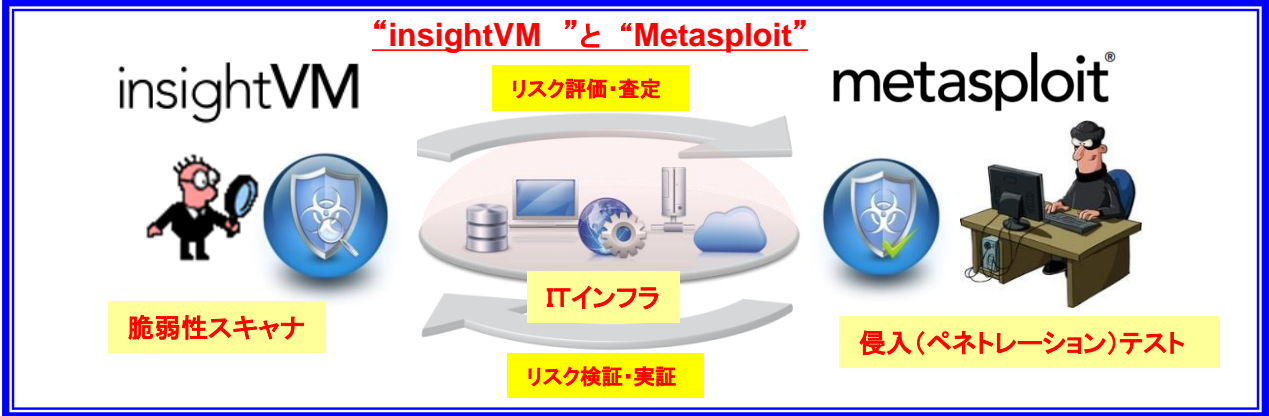 “insightVM ”と “Metasploit”
insightVM
リスク評価・査定
metasploit®
ITインフラ
脆弱性スキャナ
侵入(ペネトレーション)テスト
リスク検証・実証